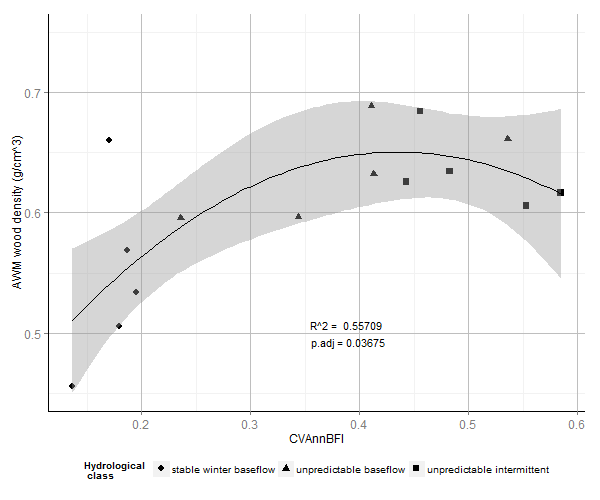 0.7
0.6
0.5
AWM wood density (g/cm^3)
R^2 = 0.55709
p.adj = 0.03675
0.2 0.3 0.4 0.5 0.6
CVAnnBFI
Hydrological
class
stable winter baseflow unpredictable baseflow unpredictable intermittent